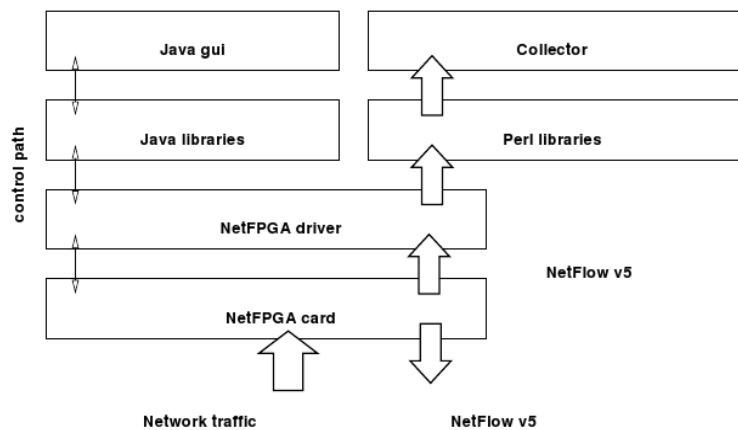 Java gui
Collector
Java libraries
Perl libraries
control path
NetFPGA driver
NetFlow v5
NetFPGA card
Network traffic
NetFlow v5